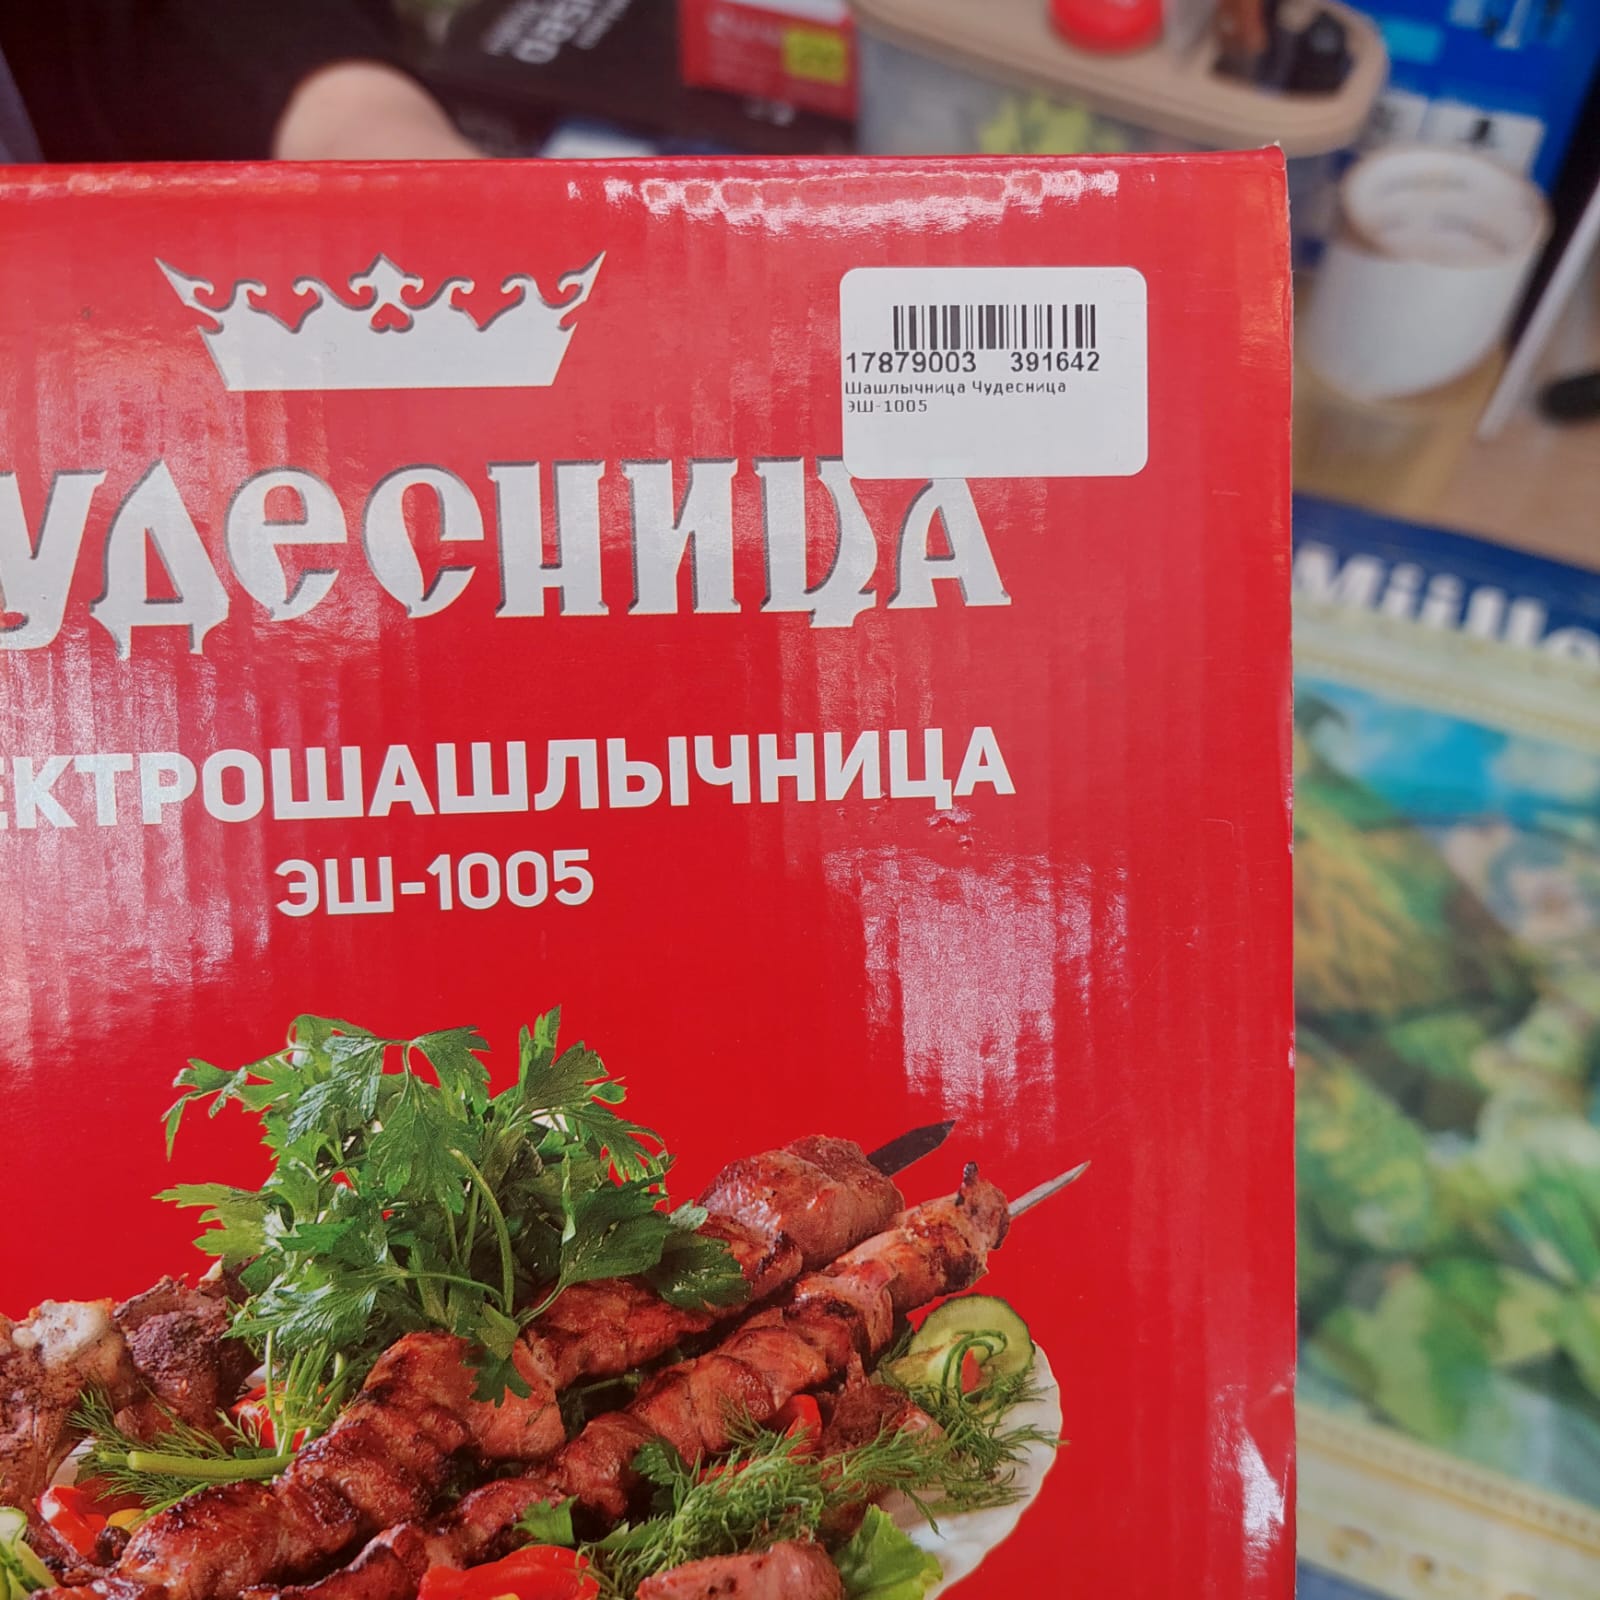 17879003 391642
Шашлычница Чудесница
ЭШ-1005
УДЕСНИЦА
ЕКТРОШАШЛЫЧНИЦА
ЭШ-1005